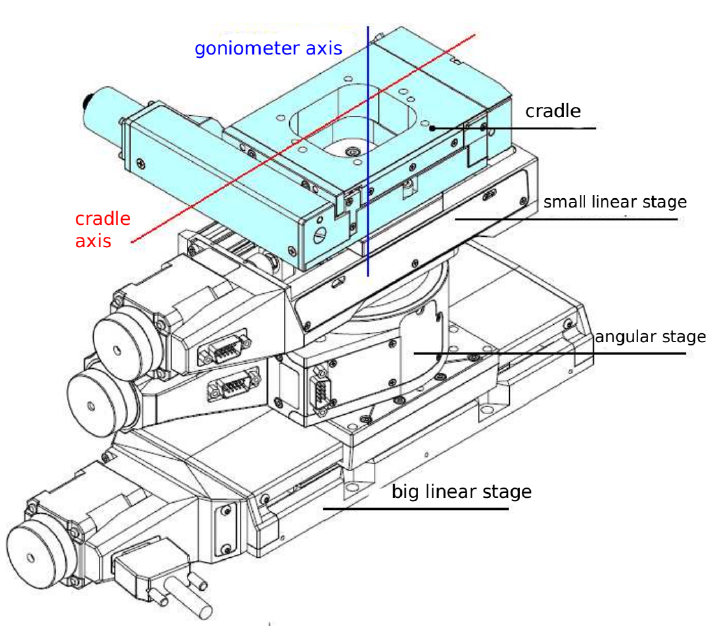 goniometer axis
cradle
small linear stage
cradle
axis
angular stage
big linear stage